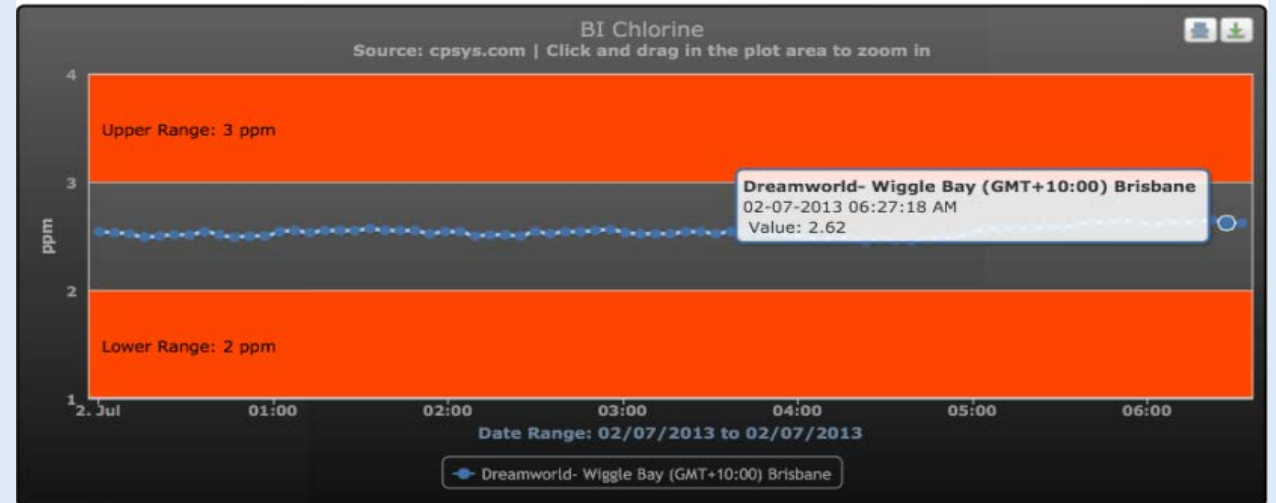 BI Chlorine
Source: cpsys.com | Click and drag in the plot area to zoom in
4
Upper Range: 3 ppm
3
Dreamworld- Wiggle Bay (GMT+10:00) Brisbane
02-07-2013 06:27:18 AM
Value: 2.62
ppm
2
Lower Range: 2 ppm
1
2. Jul 01:00 02:00 03:00 04:00 05:00 06:00
Date Range: 02/07/2013 to 02/07/2013
Dreamworld- Wiggle Bay (GMT+10:00) Brisbane